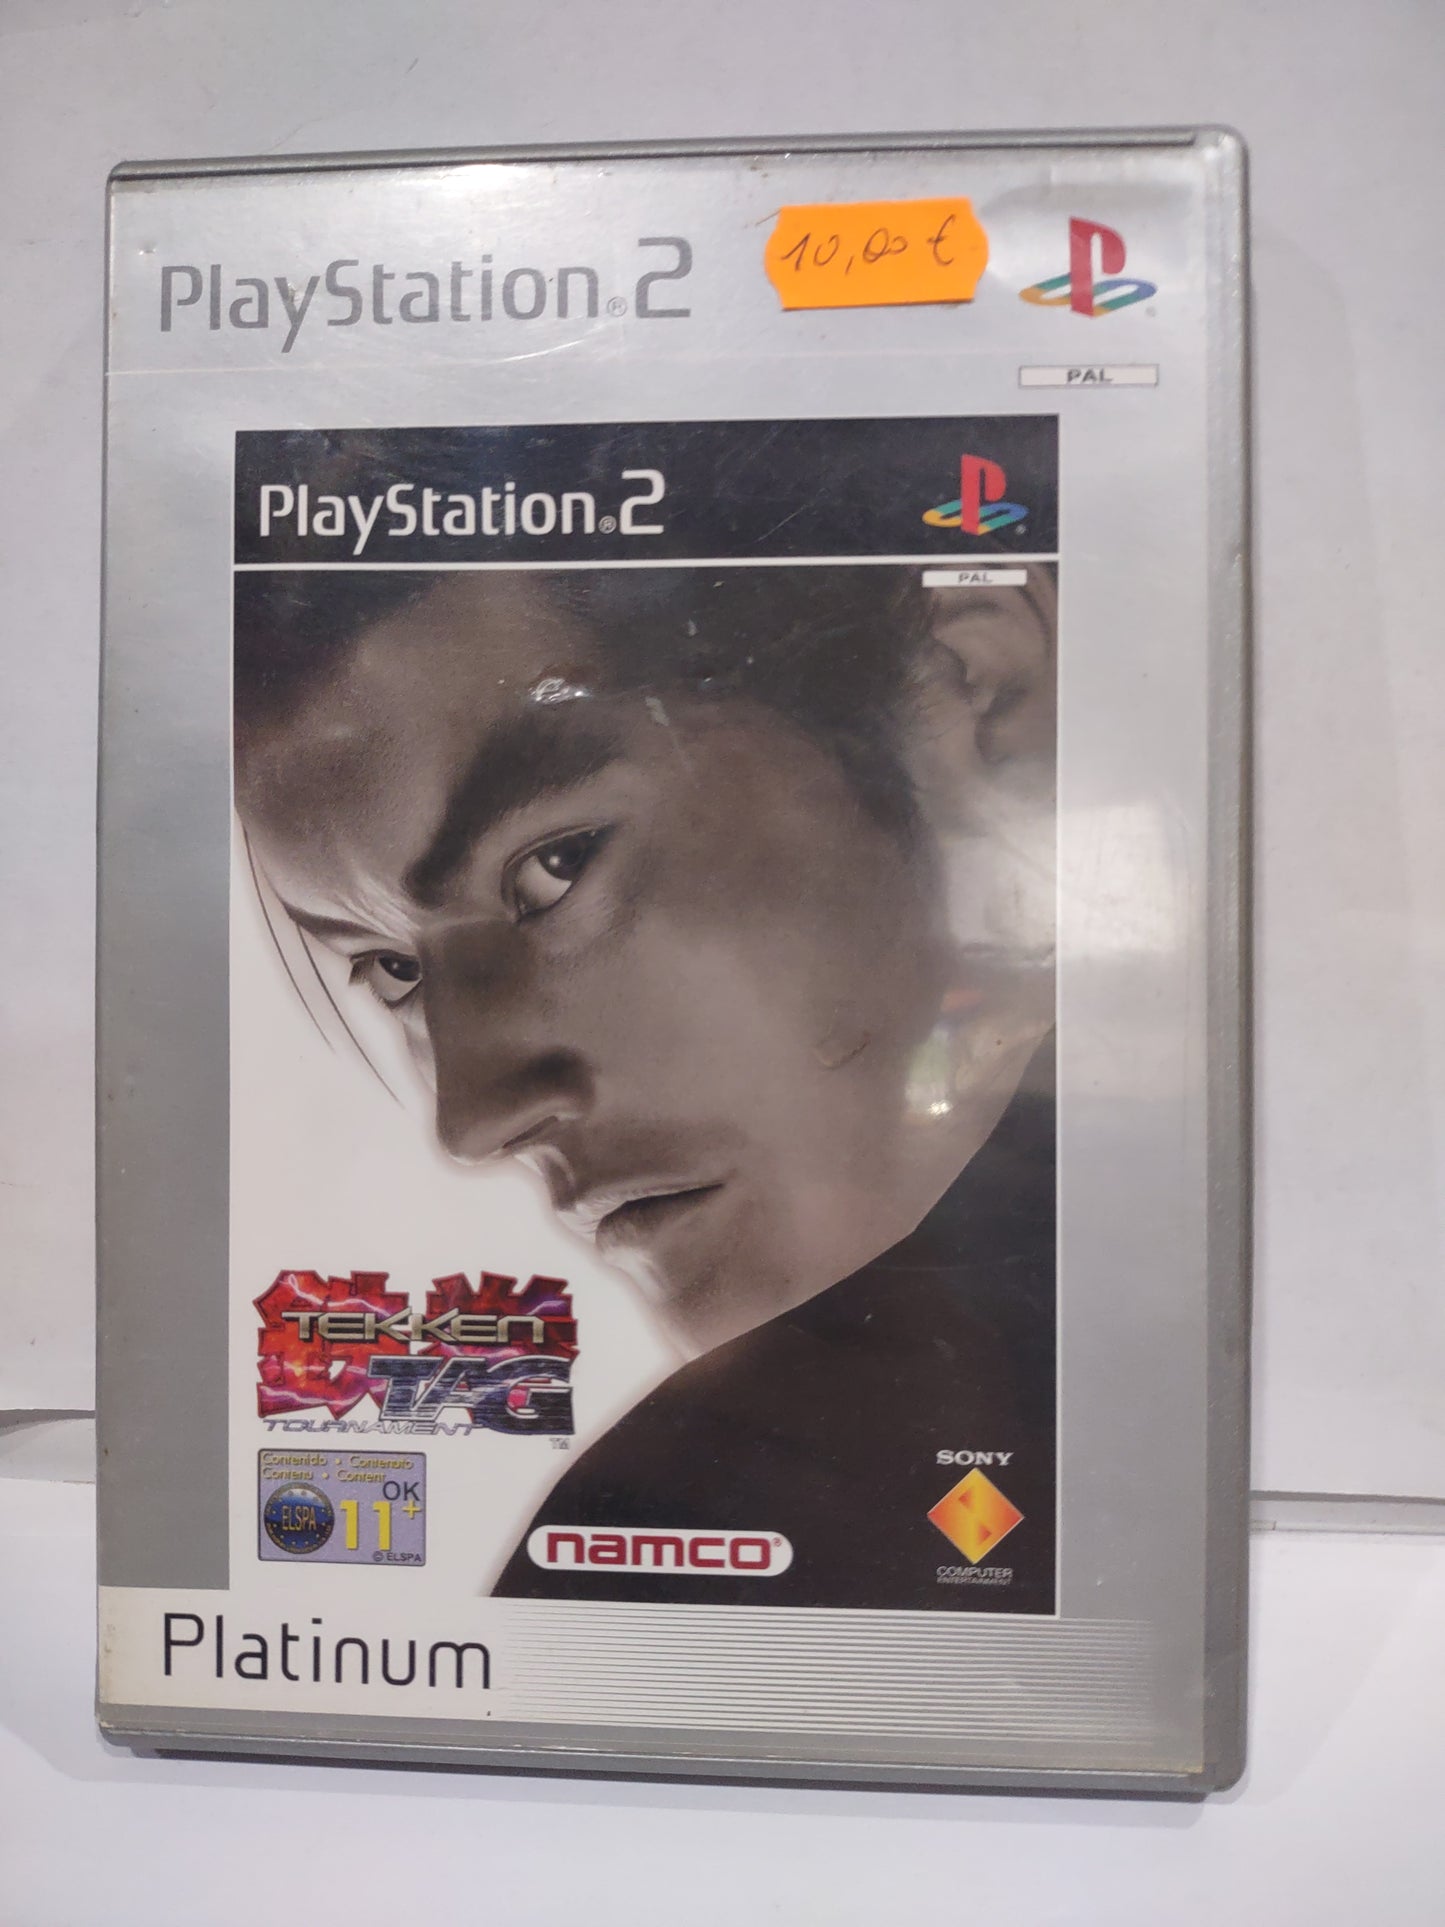 PlayStation®2
10,00 €
PAL
PlayStation®2
PAL
TEKKEN
TAG
TOURNAMENT
TM
Contenido • Contenuto
Contenu • Content
OK
ELSPA
11+
© ELSPA
namco®
SONY
COMPUTER
ENTERTAINMENT
Platinum